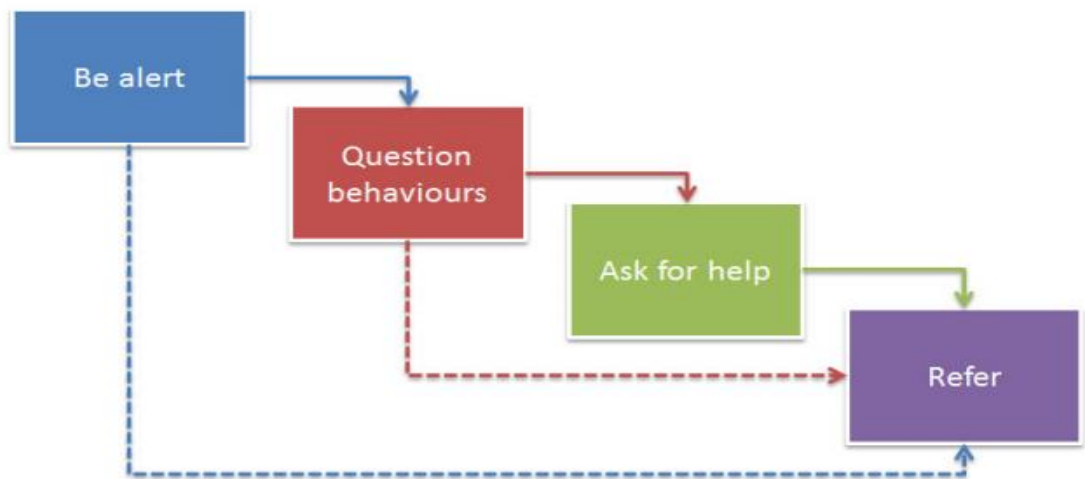 Be alert
Question
behaviours
Ask for help
Refer